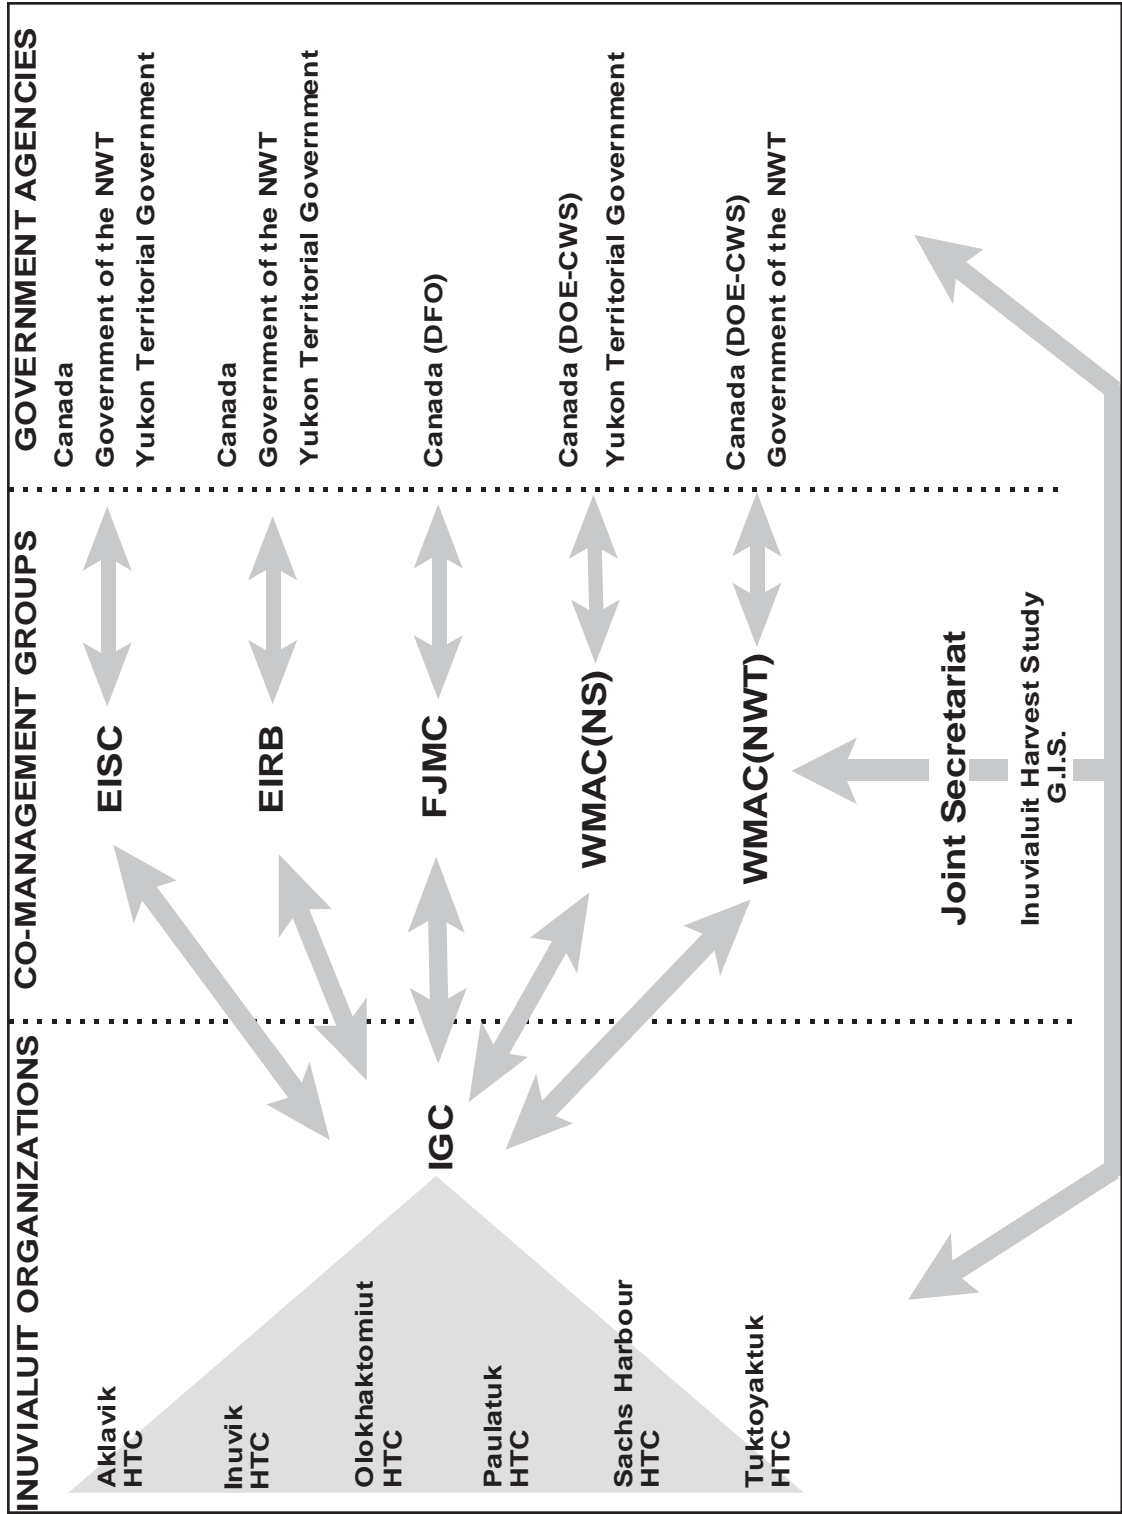 INUVIALUIT ORGANIZATIONS
CO-MANAGEMENT GROUPS
GOVERNMENT AGENCIES
Aklavik
HTC
Inuvik
HTC
Olokhaktomiut
HTC
Paulatuk
HTC
Sachs Harbour
HTC
Tuktoyaktuk
HTC
IGC
EISC
EIRB
FJMC
WMAC(NS)
WMAC(NWT)
Joint Secretariat
Inuvialuit Harvest Study
G.I.S.
Canada
Government of the NWT
Yukon Territorial Government
Canada
Government of the NWT
Yukon Territorial Government
Canada (DFO)
Canada (DOE-CWS)
Yukon Territorial Government
Canada (DOE-CWS)
Government of the NWT